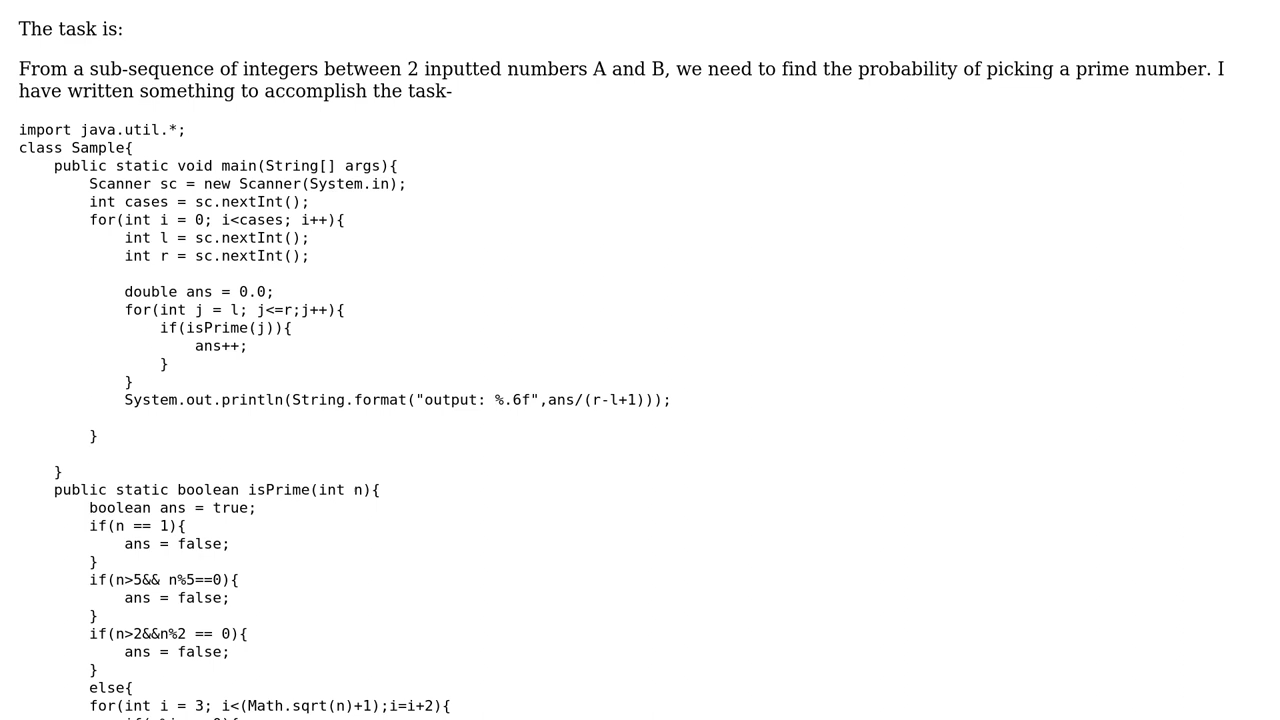 The task is:
From a sub-sequence of integers between 2 inputted numbers A and B, we need to find the probability of picking a prime number. I
have written something to accomplish the task-
import java.util.*;
class Sample{
    public static void main(String[] args){
        Scanner sc = new Scanner(System.in);
        int cases = sc.nextInt();
        for(int i = 0; i<cases; i++){
            int l = sc.nextInt();
            int r = sc.nextInt();
            double ans = 0.0;
            for(int j = l; j<=r;j++){
                if(isPrime(j)){
                    ans++;
                }
            }
            System.out.println(String.format("output: %.6f",ans/(r-l+1)));
        }
    }
    public static boolean isPrime(int n){
        boolean ans = true;
        if(n == 1){
            ans = false;
        }
        if(n>5&& n%5==0){
            ans = false;
        }
        if(n>2&&n%2 == 0){
            ans = false;
        }
        else{
        for(int i = 3; i<(Math.sqrt(n)+1);i=i+2){